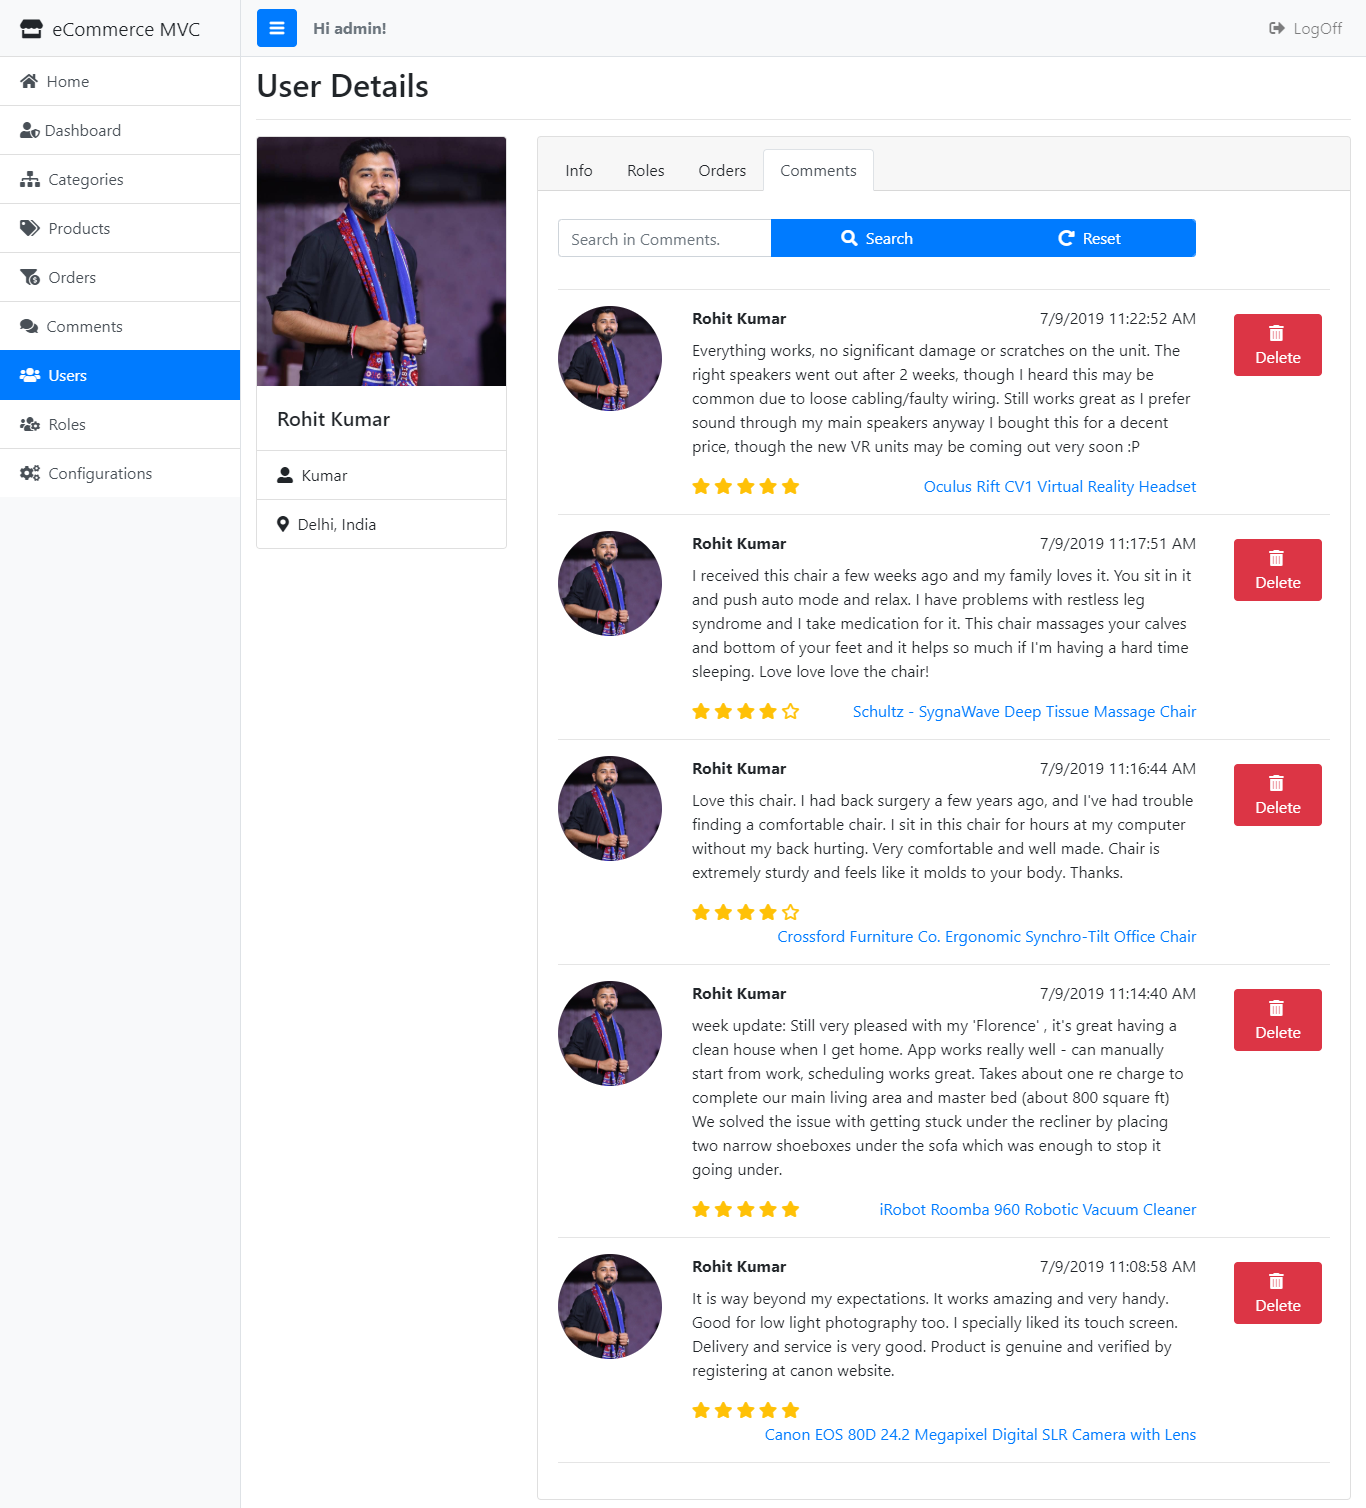 eCommerce MVC
Hi admin!
LogOff
Home
Dashboard
Categories
Products
Orders
Comments
Users
Roles
Configurations
User Details
Rohit Kumar
Kumar
Delhi, India
Info Roles Orders Comments
Search in Comments. Search Reset
Rohit Kumar 7/9/2019 11:22:52 AM
Everything works, no significant damage or scratches on the unit. The
right speakers went out after 2 weeks, though I heard this may be
common due to loose cabling/faulty wiring. Still works great as I prefer
sound through my main speakers anyway I bought this for a decent
price, though the new VR units may be coming out very soon :P
Oculus Rift CV1 Virtual Reality Headset
Delete
Rohit Kumar 7/9/2019 11:17:51 AM
I received this chair a few weeks ago and my family loves it. You sit in it
and push auto mode and relax. I have problems with restless leg
syndrome and I take medication for it. This chair massages your calves
and bottom of your feet and it helps so much if I'm having a hard time
sleeping. Love love love the chair!
Schultz - SygnaWave Deep Tissue Massage Chair
Delete
Rohit Kumar 7/9/2019 11:16:44 AM
Love this chair. I had back surgery a few years ago, and I've had trouble
finding a comfortable chair. I sit in this chair for hours at my computer
without my back hurting. Very comfortable and well made. Chair is
extremely sturdy and feels like it molds to your body. Thanks.
Crossford Furniture Co. Ergonomic Synchro-Tilt Office Chair
Delete
Rohit Kumar 7/9/2019 11:14:40 AM
week update: Still very pleased with my 'Florence' , it's great having a
clean house when I get home. App works really well - can manually
start from work, scheduling works great. Takes about one re charge to
complete our main living area and master bed (about 800 square ft)
We solved the issue with getting stuck under the recliner by placing
two narrow shoeboxes under the sofa which was enough to stop it
going under.
iRobot Roomba 960 Robotic Vacuum Cleaner
Delete
Rohit Kumar 7/9/2019 11:08:58 AM
It is way beyond my expectations. It works amazing and very handy.
Good for low light photography too. I specially liked its touch screen.
Delivery and service is very good. Product is genuine and verified by
registering at canon website.
Canon EOS 80D 24.2 Megapixel Digital SLR Camera with Lens
Delete